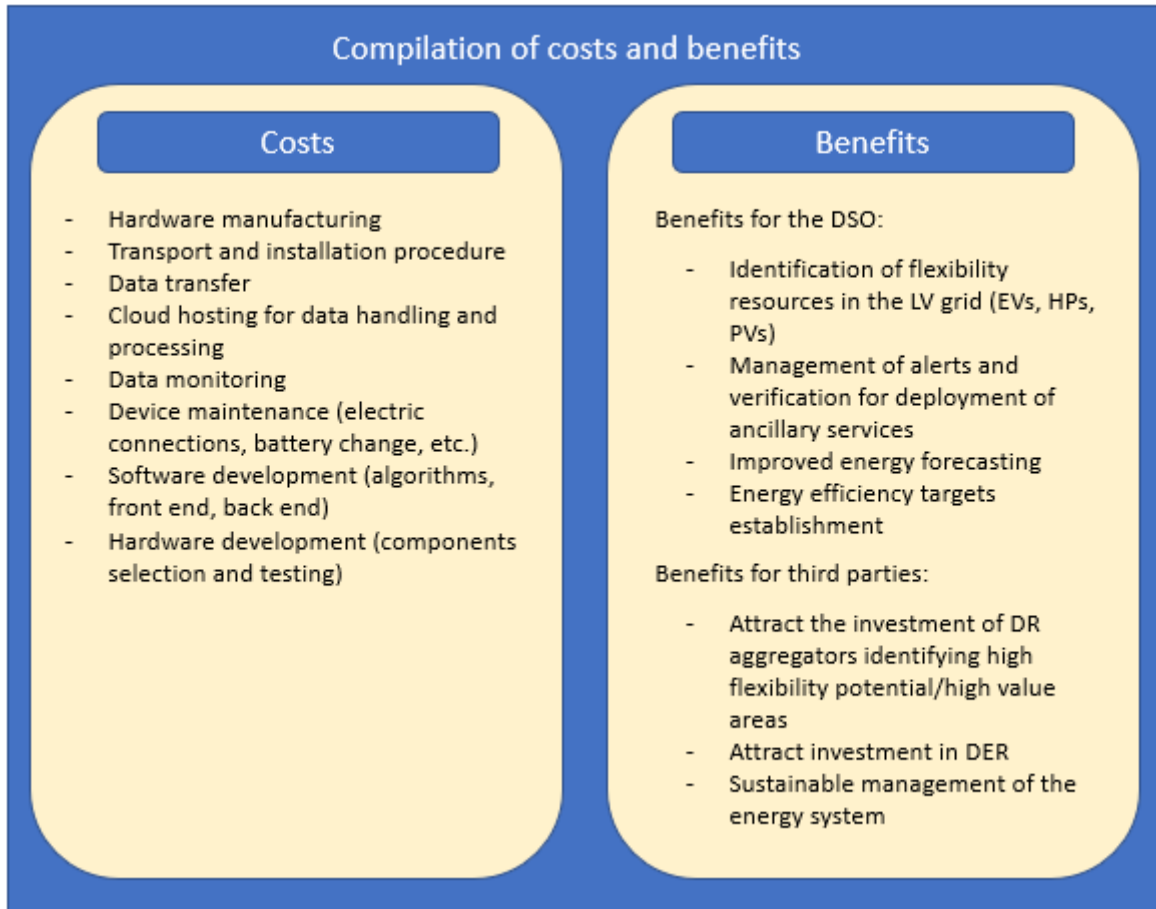 Compilation of costs and benefits
Costs
- Hardware manufacturing
- Transport and installation procedure
- Data transfer
- Cloud hosting for data handling and
processing
- Data monitoring
- Device maintenance (electric
connections, battery change, etc.)
- Software development (algorithms,
front end, back end)
- Hardware development (components
selection and testing)
Benefits
Benefits for the DSO:
- Identification of flexibility
resources in the LV grid (EVs, HPs,
PVs)
- Management of alerts and
verification for deployment of
ancillary services
- Improved energy forecasting
- Energy efficiency targets
establishment
Benefits for third parties:
- Attract the investment of DR
aggregators identifying high
flexibility potential/high value
areas
- Attract investment in DER
- Sustainable management of the
energy system